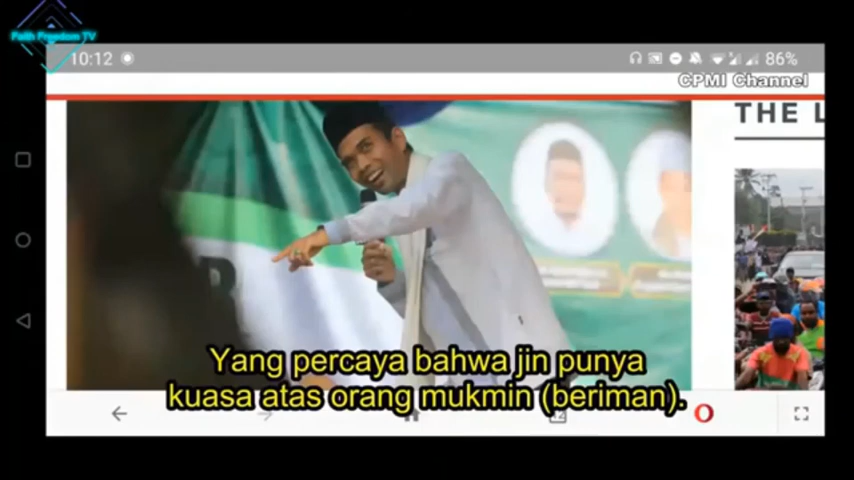 Faith Freedom TV
10:12
86%
CPMI Channel
THE L
Yang percaya bahwa jin punya
kuasa atas orang mukmin (beriman).